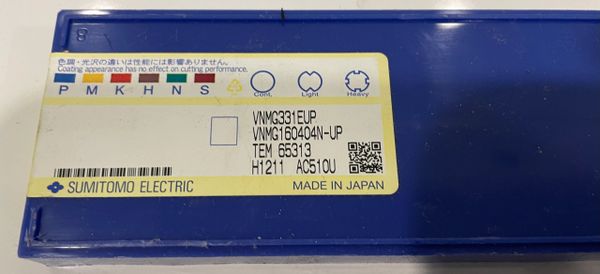 8
色調・光沢の違いは性能には影響ありません。
Coating appearance has no effect on cutting performance.
P M K H N S
Cont. Light Heavy
VNMG331EUP
VNMG160404N-UP
TEM 65313
H1211 AC510U
SUMITOMO ELECTRIC
MADE IN JAPAN